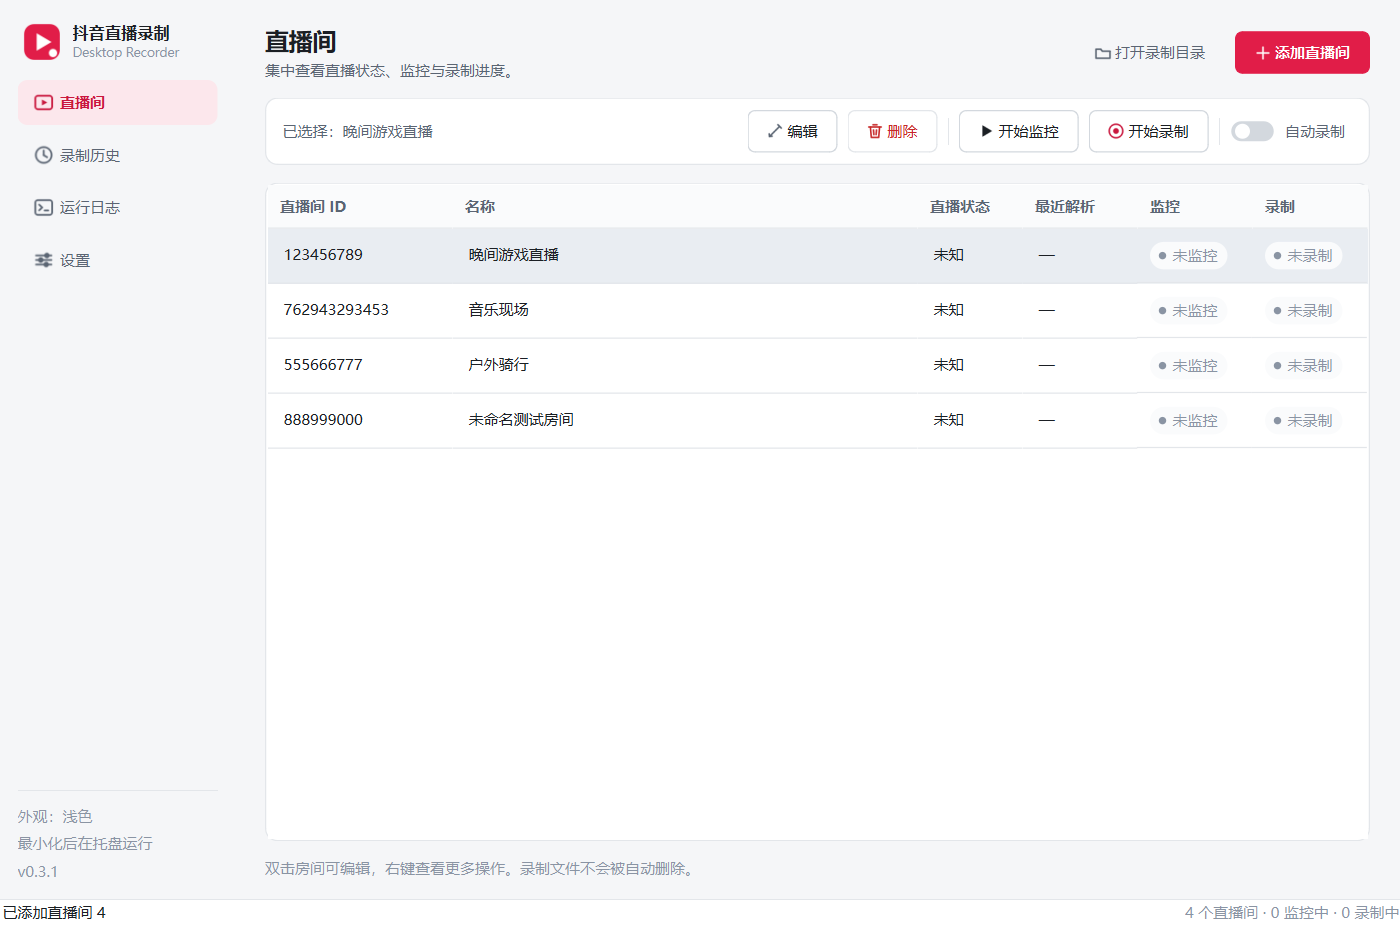 抖音直播录制
Desktop Recorder
直播间
录制历史
运行日志
设置
外观：浅色
最小化后在托盘运行
v0.3.1
直播间
集中查看直播状态、监控与录制进度。
打开录制目录
添加直播间
已选择：晚间游戏直播
编辑
删除
开始监控
开始录制
自动录制
直播间 ID 名称 直播状态 最近解析 监控 录制
123456789 晚间游戏直播 未知 — 未监控 未录制
762943293453 音乐现场 未知 — 未监控 未录制
555666777 户外骑行 未知 — 未监控 未录制
888999000 未命名测试房间 未知 — 未监控 未录制
双击房间可编辑，右键查看更多操作。录制文件不会被自动删除。
已添加直播间 4
4 个直播间 · 0 监控中 · 0 录制中